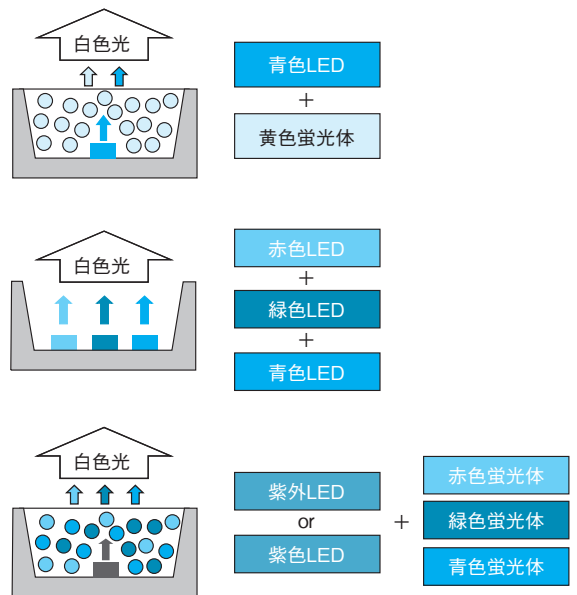 白色光
青色LED
+
黄色蛍光体
白色光
赤色LED
+
緑色LED
+
青色LED
白色光
紫外LED
or
紫色LED
+
赤色蛍光体
緑色蛍光体
青色蛍光体